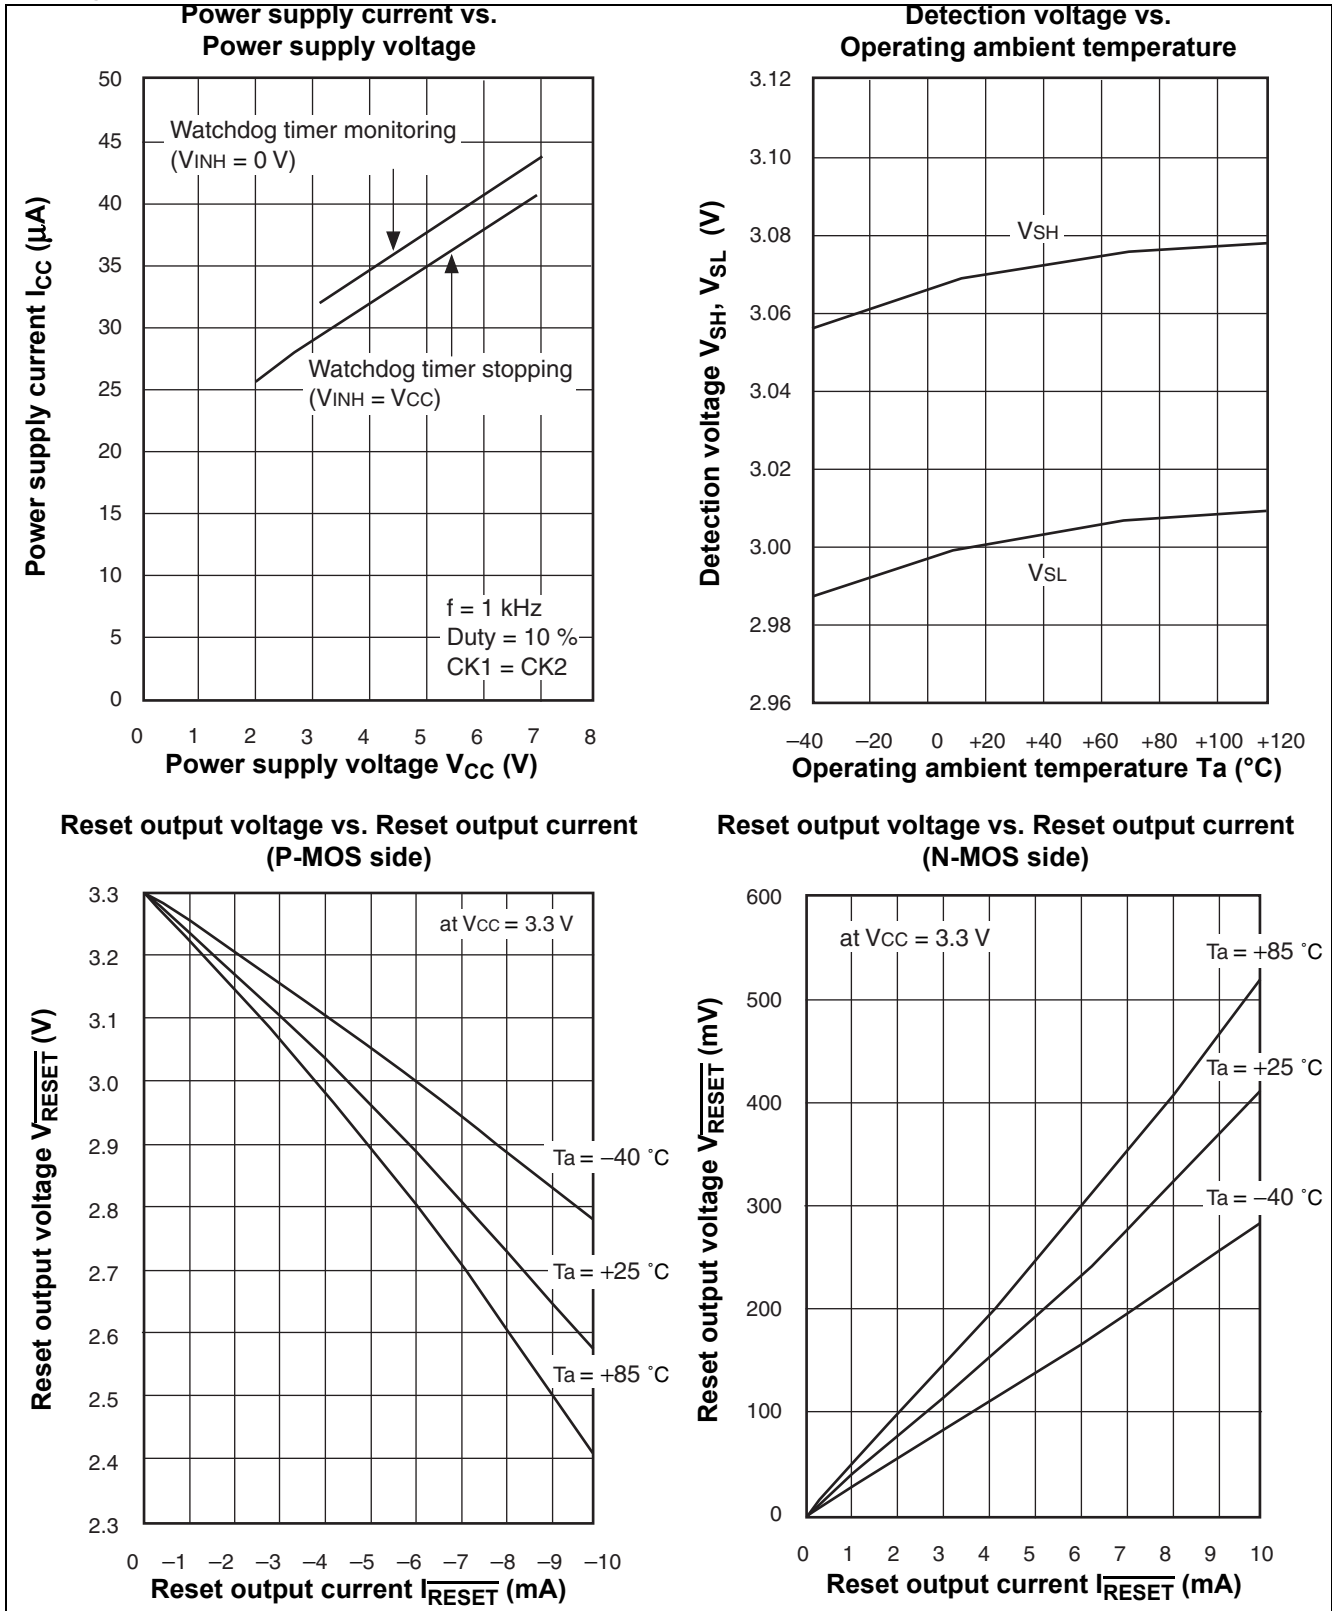 Power supply current vs.
Power supply voltage
50
45
40
35
30
25
20
15
10
5
0
Power supply current ICC (µA)
Watchdog timer monitoring
(VINH = 0 V)
Watchdog timer stopping
(VINH = VCC)
f = 1 kHz
Duty = 10 %
CK1 = CK2
0 1 2 3 4 5 6 7 8
Power supply voltage VCC (V)
Detection voltage vs.
Operating ambient temperature
3.12
3.10
3.08
3.06
3.04
3.02
3.00
2.98
2.96
Detection voltage VSH, VSL (V)
VSH
VSL
–40 –20 0 +20 +40 +60 +80 +100 +120
Operating ambient temperature Ta (°C)
Reset output voltage vs. Reset output current
(P-MOS side)
3.3
3.2
3.1
3.0
2.9
2.8
2.7
2.6
2.5
2.4
2.3
Reset output voltage VRESET (V)
at VCC = 3.3 V
Ta = –40 ˚C
Ta = +25 ˚C
Ta = +85 ˚C
0 –1 –2 –3 –4 –5 –6 –7 –8 –9 –10
Reset output current IRESET (mA)
Reset output voltage vs. Reset output current
(N-MOS side)
600
500
400
300
200
100
0
Reset output voltage VRESET (mV)
at VCC = 3.3 V
Ta = +85 ˚C
Ta = +25 ˚C
Ta = –40 ˚C
0 1 2 3 4 5 6 7 8 9 10
Reset output current IRESET (mA)